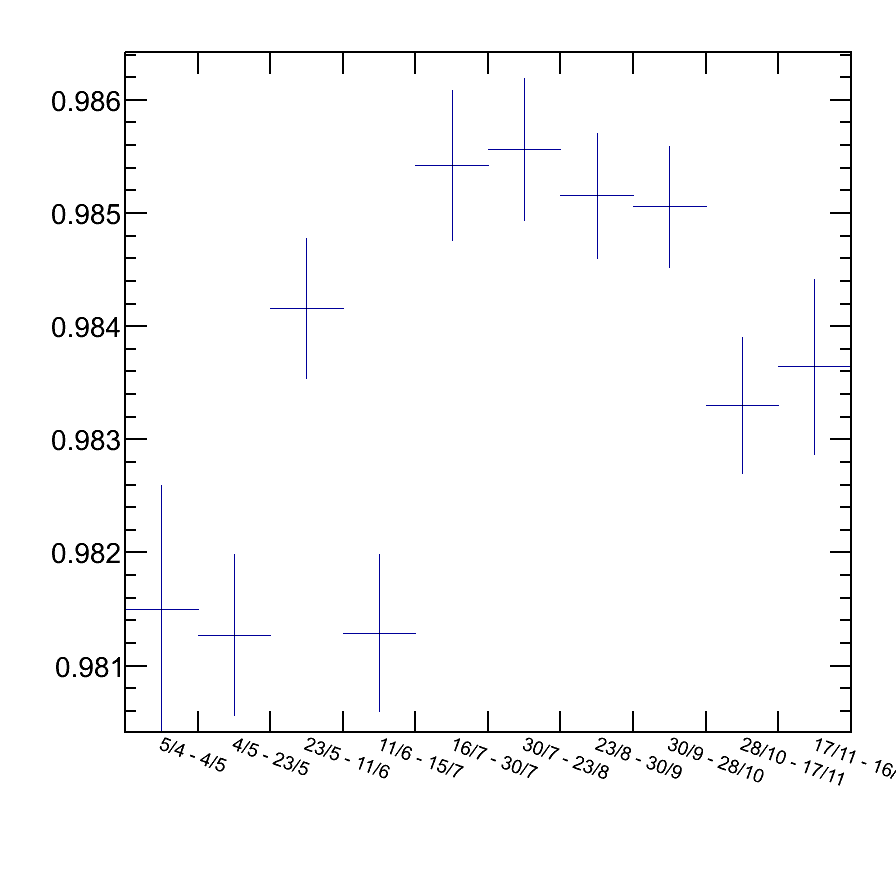 0.986
0.985
0.984
0.983
0.982
0.981
5/4 - 4/5
4/5 - 23/5
23/5 - 11/6
11/6 - 15/7
16/7 - 30/7
30/7 - 23/8
23/8 - 30/9
30/9 - 28/10
28/10 - 17/11
17/11 - 16/